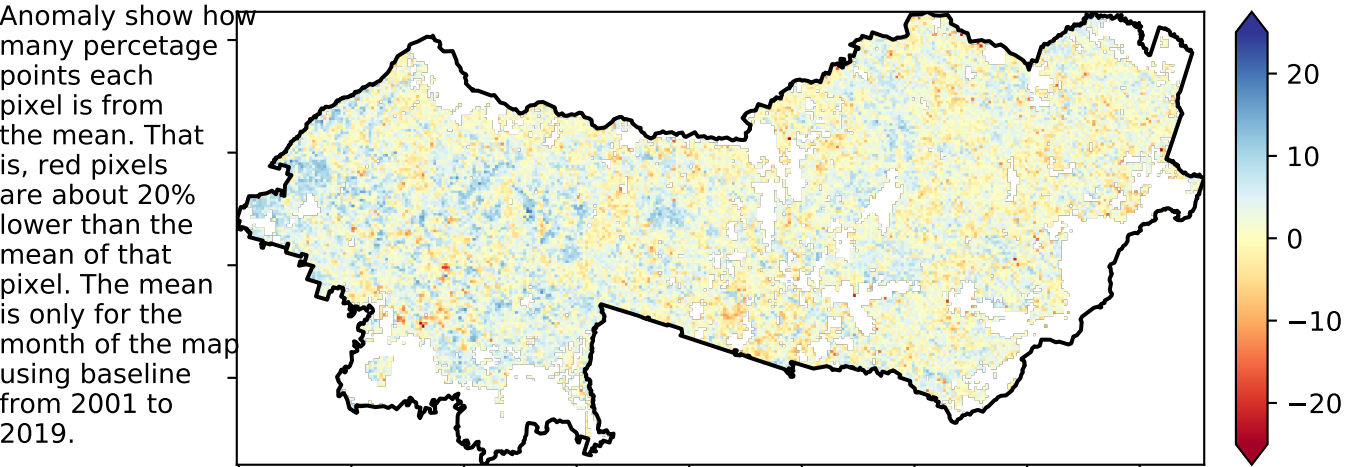 Anomaly show how
many percetage
points each
pixel is from
the mean. That
is, red pixels
are about 20%
lower than the
mean of that
pixel. The mean
is only for the
month of the map
using baseline
from 2001 to
2019.
20
10
0
−10
−20